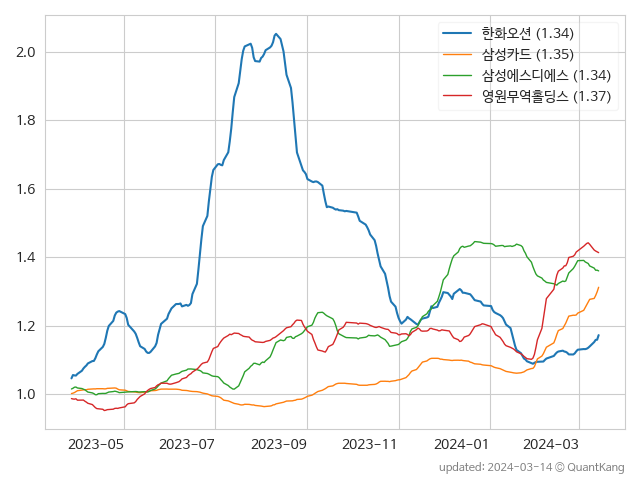 한화오션 (1.34)
삼성카드 (1.35)
삼성에스디에스 (1.34)
영원무역홀딩스 (1.37)
2.0
1.8
1.6
1.4
1.2
1.0
2023-05 2023-07 2023-09 2023-11 2024-01 2024-03
updated: 2024-03-14 © QuantKang